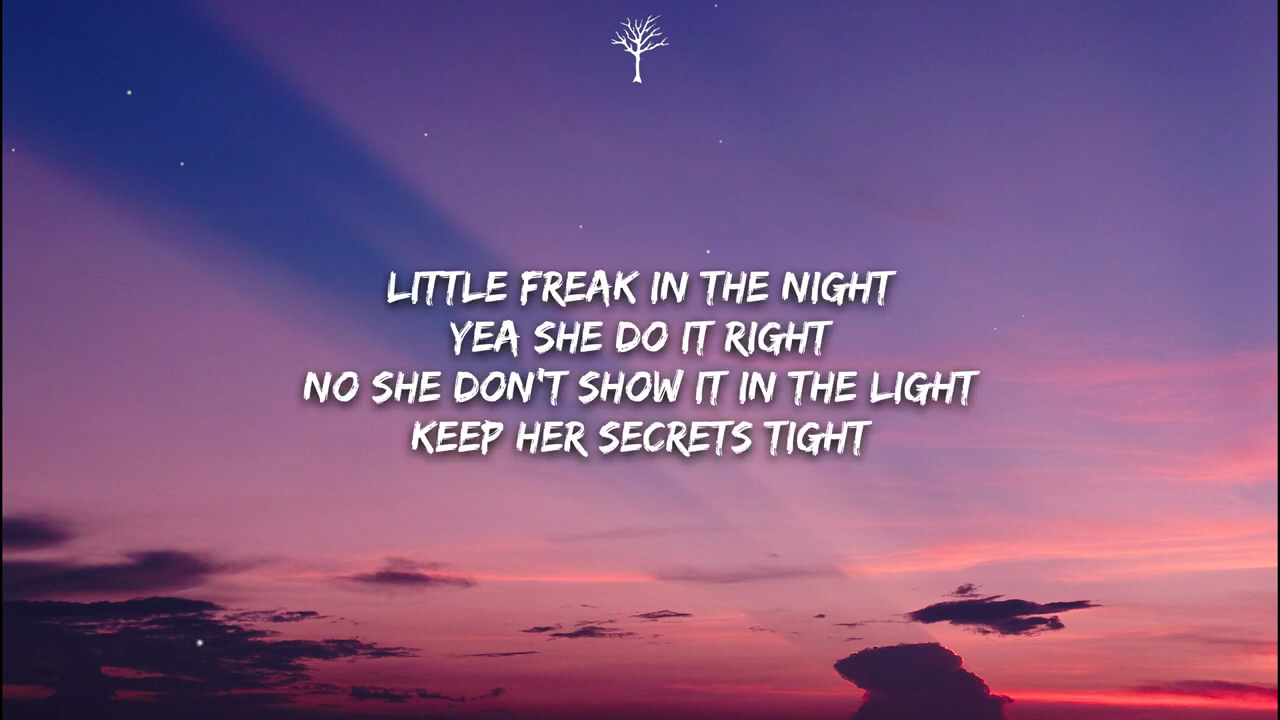 LITTLE FREAK IN THE NIGHT
YEA SHE DO IT RIGHT
NO SHE DON'T SHOW IT IN THE LIGHT
KEEP HER SECRETS TIGHT